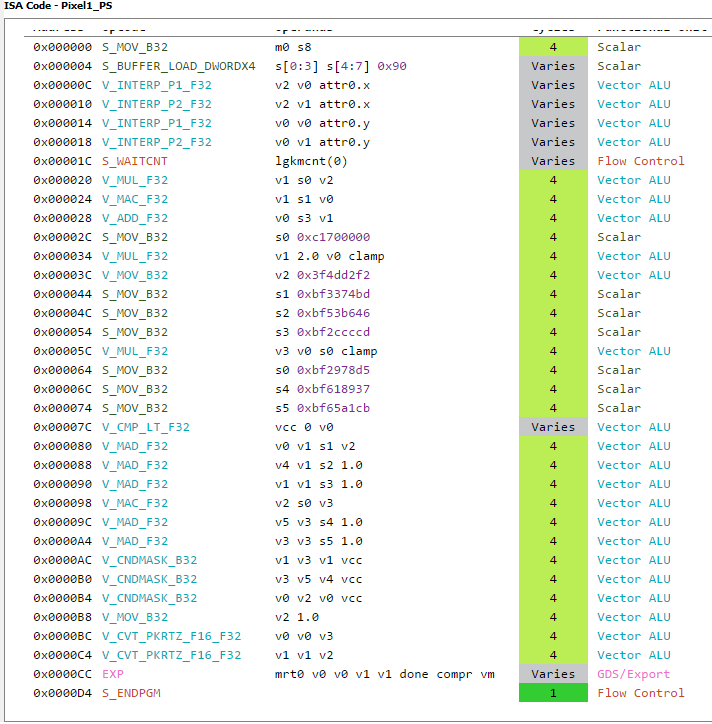 ISA Code - Pixel1_PS
0x000000 S_MOV_B32 m0 s8 4 Scalar
0x000004 S_BUFFER_LOAD_DWORDX4 s[0:3] s[4:7] 0x90 Varies Scalar
0x00000C V_INTERP_P1_F32 v2 v0 attr0.x Varies Vector ALU
0x000010 V_INTERP_P2_F32 v2 v1 attr0.x Varies Vector ALU
0x000014 V_INTERP_P1_F32 v0 v0 attr0.y Varies Vector ALU
0x000018 V_INTERP_P2_F32 v0 v1 attr0.y Varies Vector ALU
0x00001C S_WAITCNT lgkmcnt(0) Varies Flow Control
0x000020 V_MUL_F32 v1 s0 v2 4 Vector ALU
0x000024 V_MAC_F32 v1 s1 v0 4 Vector ALU
0x000028 V_ADD_F32 v0 s3 v1 4 Vector ALU
0x00002C S_MOV_B32 s0 0xc1700000 4 Scalar
0x000034 V_MUL_F32 v1 2.0 v0 clamp 4 Vector ALU
0x00003C V_MOV_B32 v2 0x3f4dd2f2 4 Vector ALU
0x000044 S_MOV_B32 s1 0xbf3374bd 4 Scalar
0x00004C S_MOV_B32 s2 0xbf53b646 4 Scalar
0x000054 S_MOV_B32 s3 0xbf2ccccd 4 Scalar
0x00005C V_MUL_F32 v3 v0 s0 clamp 4 Vector ALU
0x000064 S_MOV_B32 s0 0xbf2978d5 4 Scalar
0x00006C S_MOV_B32 s4 0xbf618937 4 Scalar
0x000074 S_MOV_B32 s5 0xbf65a1cb 4 Scalar
0x00007C V_CMP_LT_F32 vcc 0 v0 Varies Vector ALU
0x000080 V_MAD_F32 v0 v1 s1 v2 4 Vector ALU
0x000088 V_MAD_F32 v4 v1 s2 1.0 4 Vector ALU
0x000090 V_MAD_F32 v1 v1 s3 1.0 4 Vector ALU
0x000098 V_MAC_F32 v2 s0 v3 4 Vector ALU
0x00009C V_MAD_F32 v5 v3 s4 1.0 4 Vector ALU
0x0000A4 V_MAD_F32 v3 v3 s5 1.0 4 Vector ALU
0x0000AC V_CNDMASK_B32 v1 v3 v1 vcc 4 Vector ALU
0x0000B0 V_CNDMASK_B32 v3 v5 v4 vcc 4 Vector ALU
0x0000B4 V_CNDMASK_B32 v0 v2 v0 vcc 4 Vector ALU
0x0000B8 V_MOV_B32 v2 1.0 4 Vector ALU
0x0000BC V_CVT_PKRTZ_F16_F32 v0 v0 v3 4 Vector ALU
0x0000C4 V_CVT_PKRTZ_F16_F32 v1 v1 v2 4 Vector ALU
0x0000CC EXP mrt0 v0 v0 v1 v1 done compr vm Varies GDS/Export
0x0000D4 S_ENDPGM 1 Flow Control